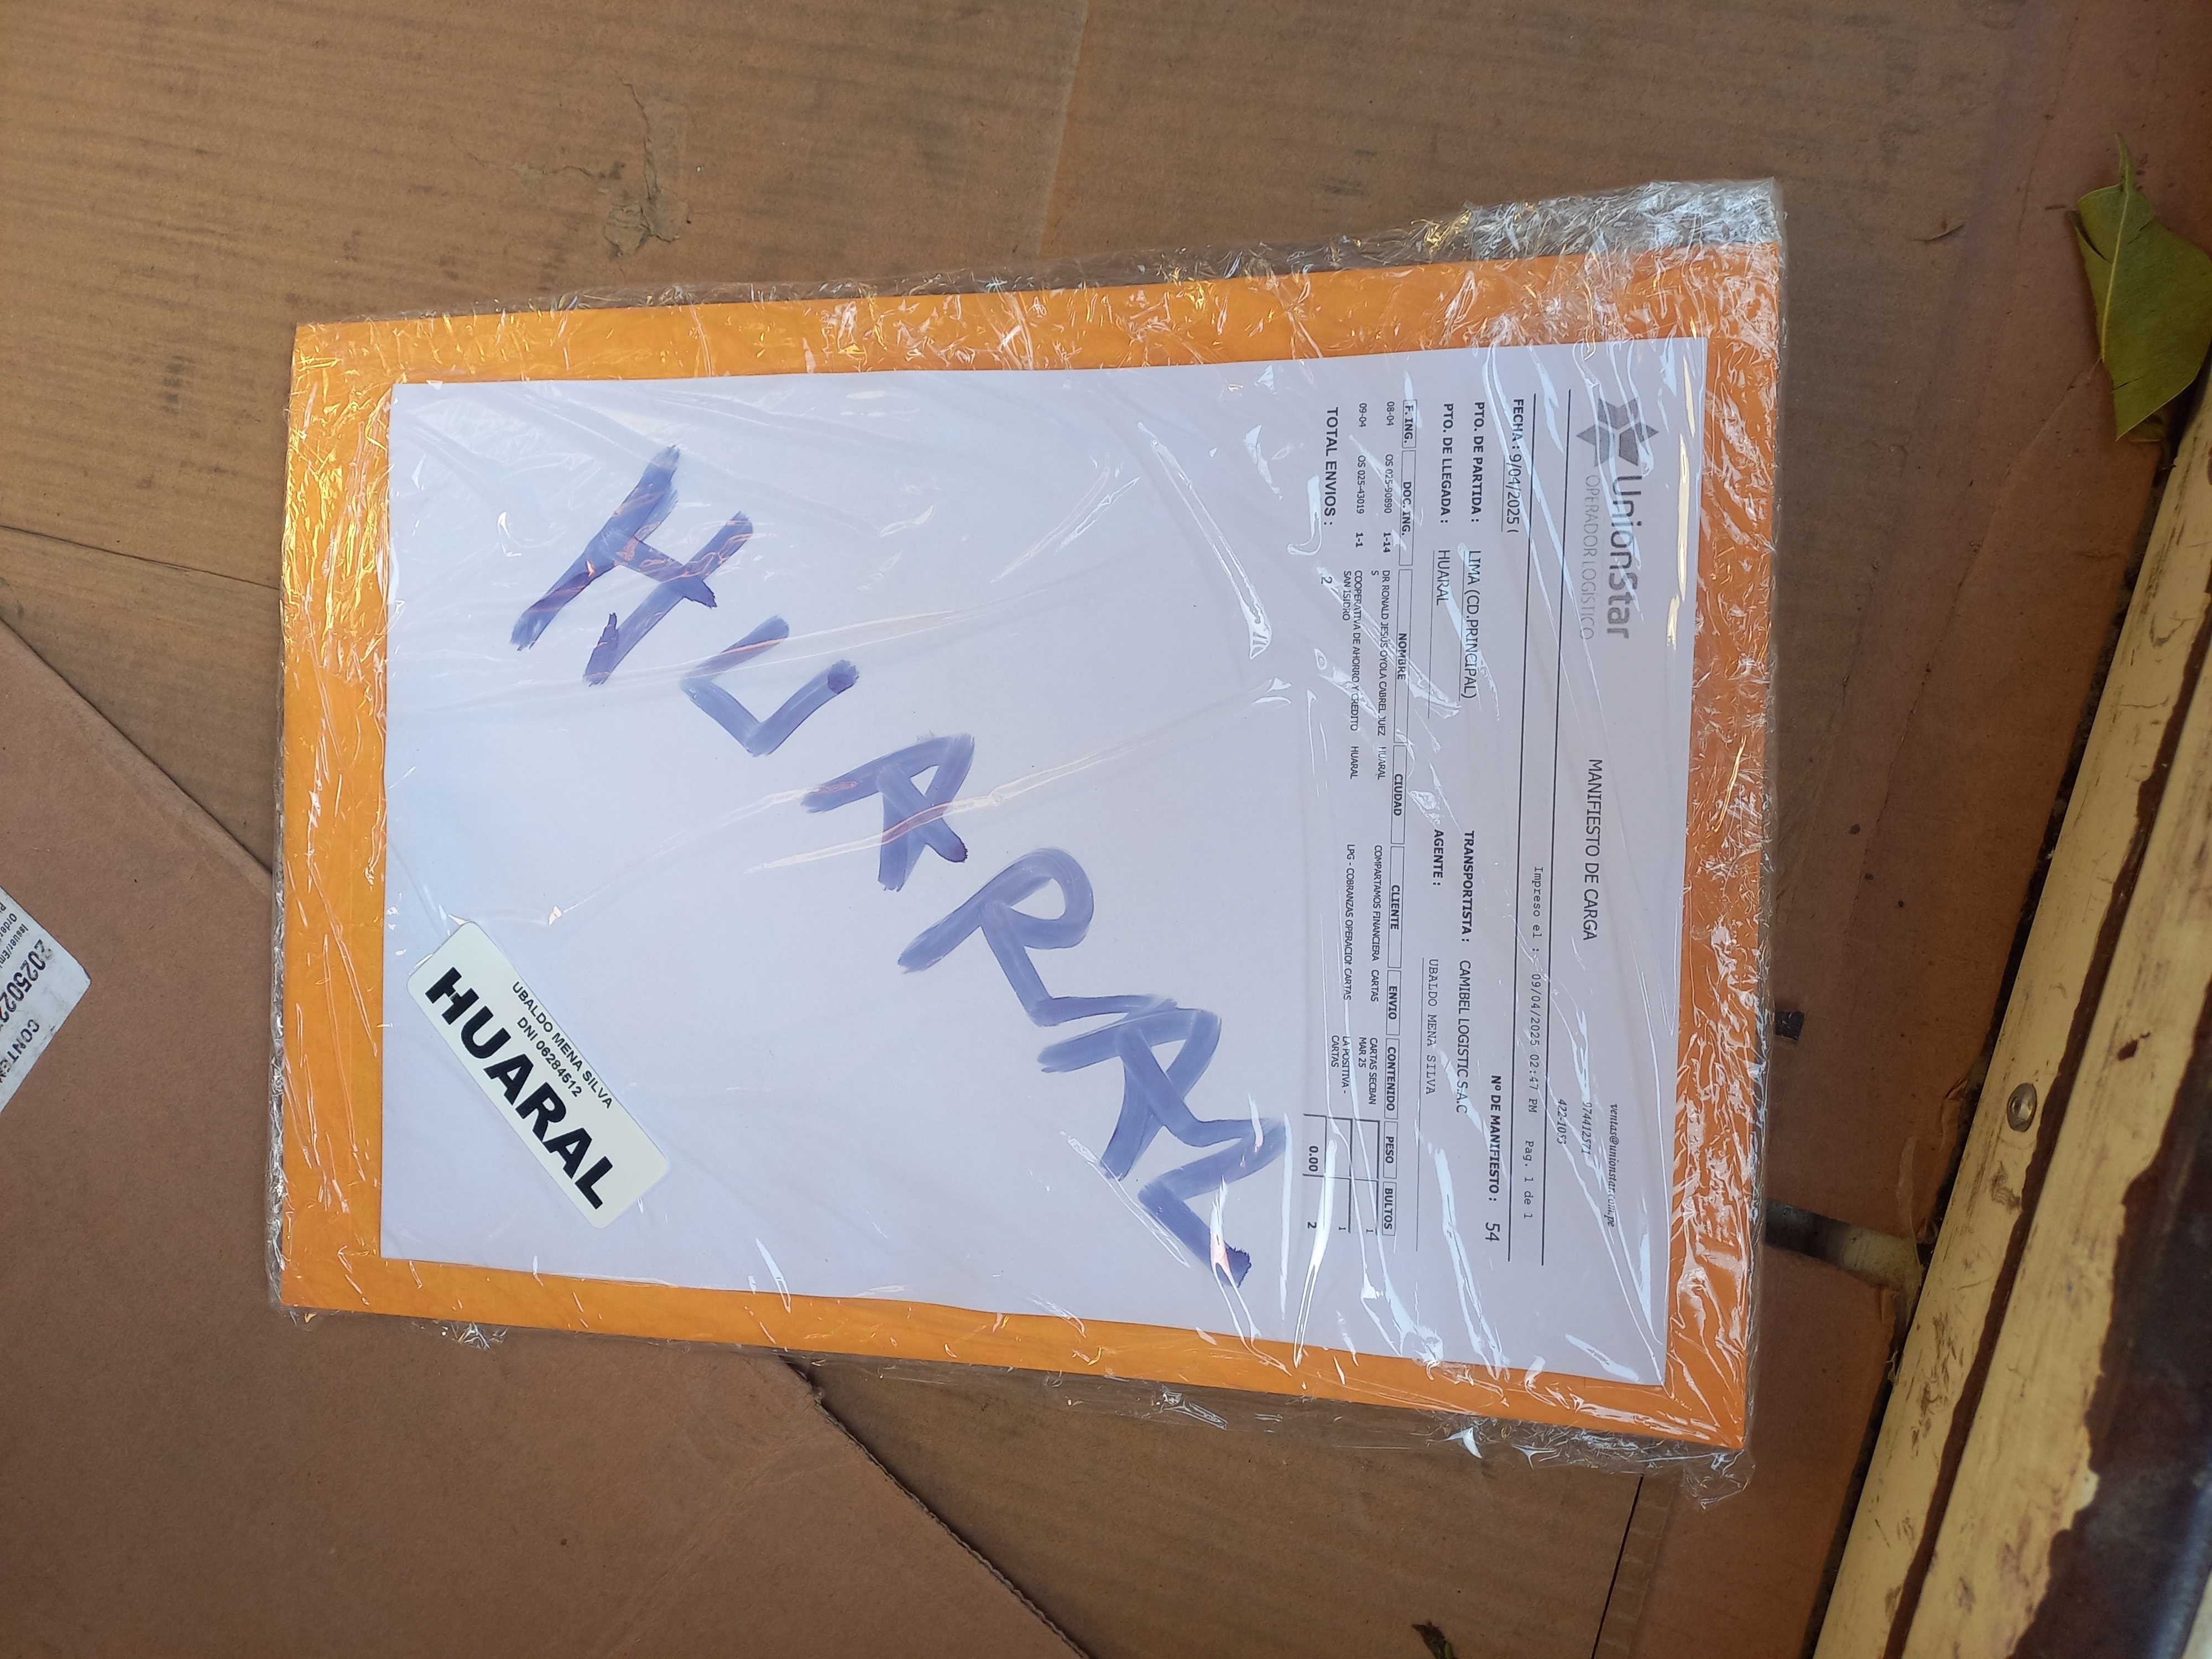 UnionStar
OPERADOR LOGÍSTICO
MANIFIESTO DE CARGA
ventas@unionstar.com.pe
974412571
422-1053
Impreso el : 09/04/2025 02:47 PM Pag. 1 de 1
FECHA : 9/04/2025 (
Nº DE MANIFIESTO : 54
PTO. DE PARTIDA : LIMA (CD.PRINCIPAL) TRANSPORTISTA : CAMIBEL LOGISTIC S.A.C
PTO. DE LLEGADA : HUARAL AGENTE : UBALDO MENA SILVA
F. ING. DOC. ING. NOMBRE CIUDAD CLIENTE ENVIO CONTENIDO PESO BULTOS
08-04 OS 025-90890 1-14 DR RONALD JESUS OYOLA CABREL JUEZ HUARAL COMPARTAMOS FINANCIERA CARTAS CARTAS SECBAN 1
S MAR 25
09-04 OS 025-43019 1-1 COOPERATIVA DE AHORRO Y CREDITO HUARAL LPG - COBRANZAS OPERACION CARTAS LA POSITIVA - 1
SAN ISIDRO CARTAS
TOTAL ENVIOS : 2 0.00 2
HUARAL
UBALDO MENA SILVA
DNI 06284512
HUARAL
CONT